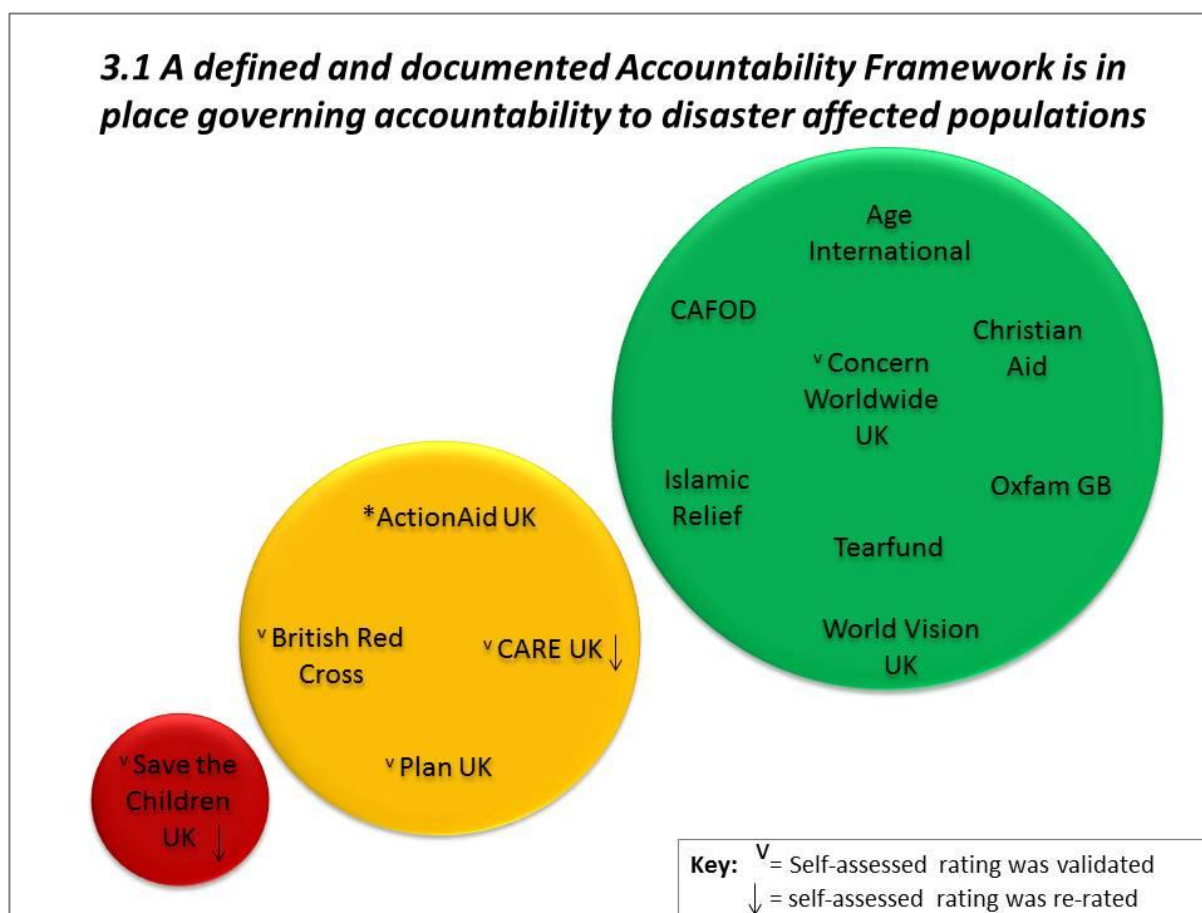 3.1 A defined and documented Accountability Framework is in
place governing accountability to disaster affected populations
Age
International
CAFOD
Christian
Aid
v Concern
Worldwide
UK
Islamic
Relief
Oxfam GB
Tearfund
World Vision
UK
*ActionAid UK
v British Red
Cross
v CARE UK ↓
v Plan UK
v Save the
Children
UK ↓
Key: v = Self-assessed rating was validated
↓ = self-assessed rating was re-rated